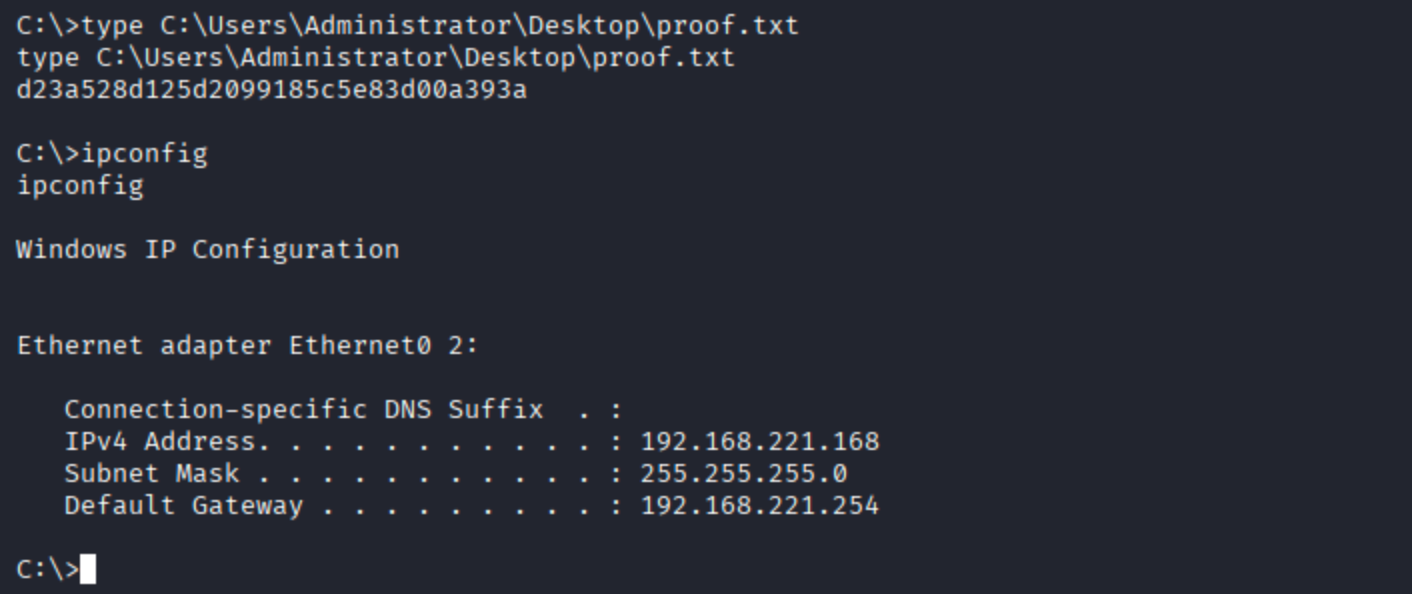 C:\>type C:\Users\Administrator\Desktop\proof.txt
type C:\Users\Administrator\Desktop\proof.txt
d23a528d125d2099185c5e83d00a393a
C:\>ipconfig
ipconfig
Windows IP Configuration
Ethernet adapter Ethernet0 2:
   Connection-specific DNS Suffix  . :
   IPv4 Address. . . . . . . . . . . : 192.168.221.168
   Subnet Mask . . . . . . . . . . . : 255.255.255.0
   Default Gateway . . . . . . . . . : 192.168.221.254
C:\>